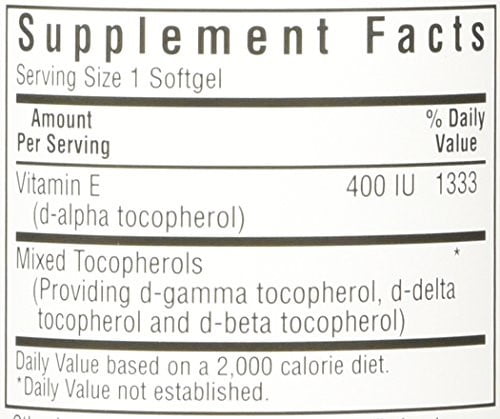 Supplement Facts
Serving Size 1 Softgel
Amount % Daily
Per Serving Value
Vitamin E 400 IU 1333
(d-alpha tocopherol)
Mixed Tocopherols *
(Providing d-gamma tocopherol, d-delta
tocopherol and d-beta tocopherol)
Daily Value based on a 2,000 calorie diet.
*Daily Value not established.